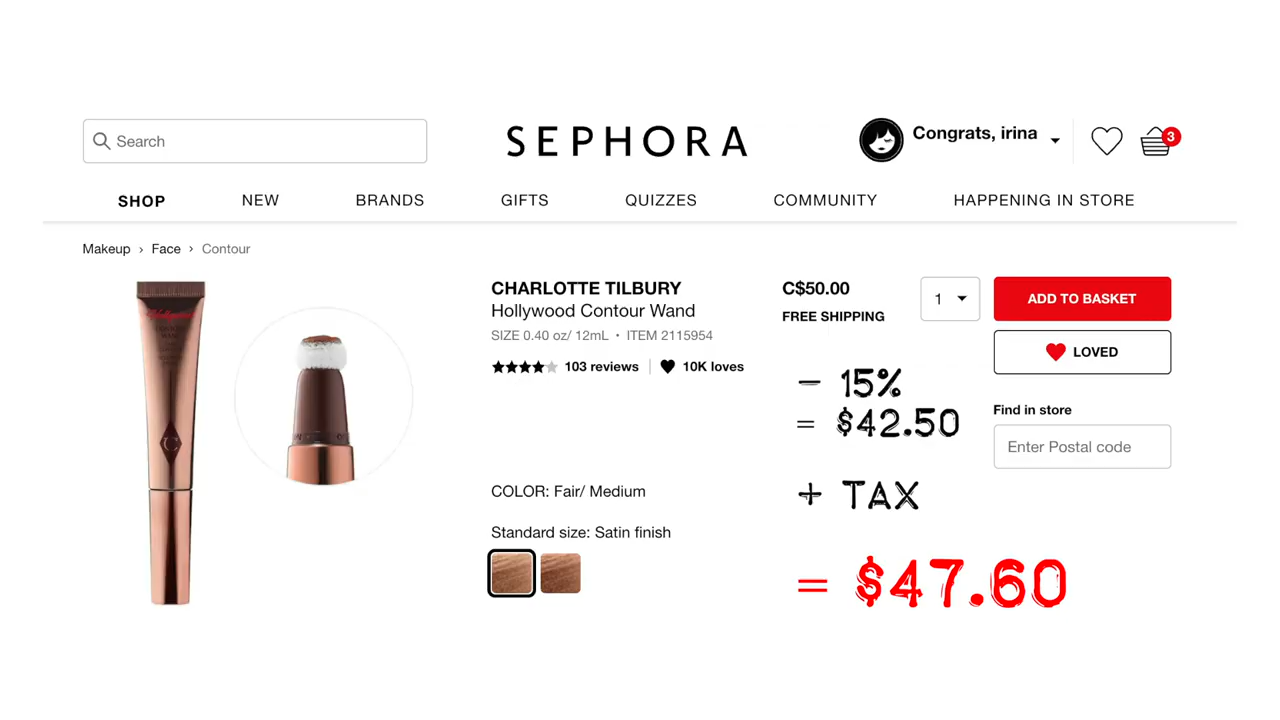 Search
SEPHORA
Congrats, irina
3
SHOP NEW BRANDS GIFTS QUIZZES COMMUNITY HAPPENING IN STORE
Makeup › Face › Contour
CHARLOTTE TILBURY
Hollywood Contour Wand
SIZE 0.40 oz/ 12mL • ITEM 2115954
103 reviews | 10K loves
COLOR: Fair/ Medium
Standard size: Satin finish
C$50.00
FREE SHIPPING
1
ADD TO BASKET
LOVED
Find in store
Enter Postal code
- 15%
= $42.50
+ TAX
= $47.60